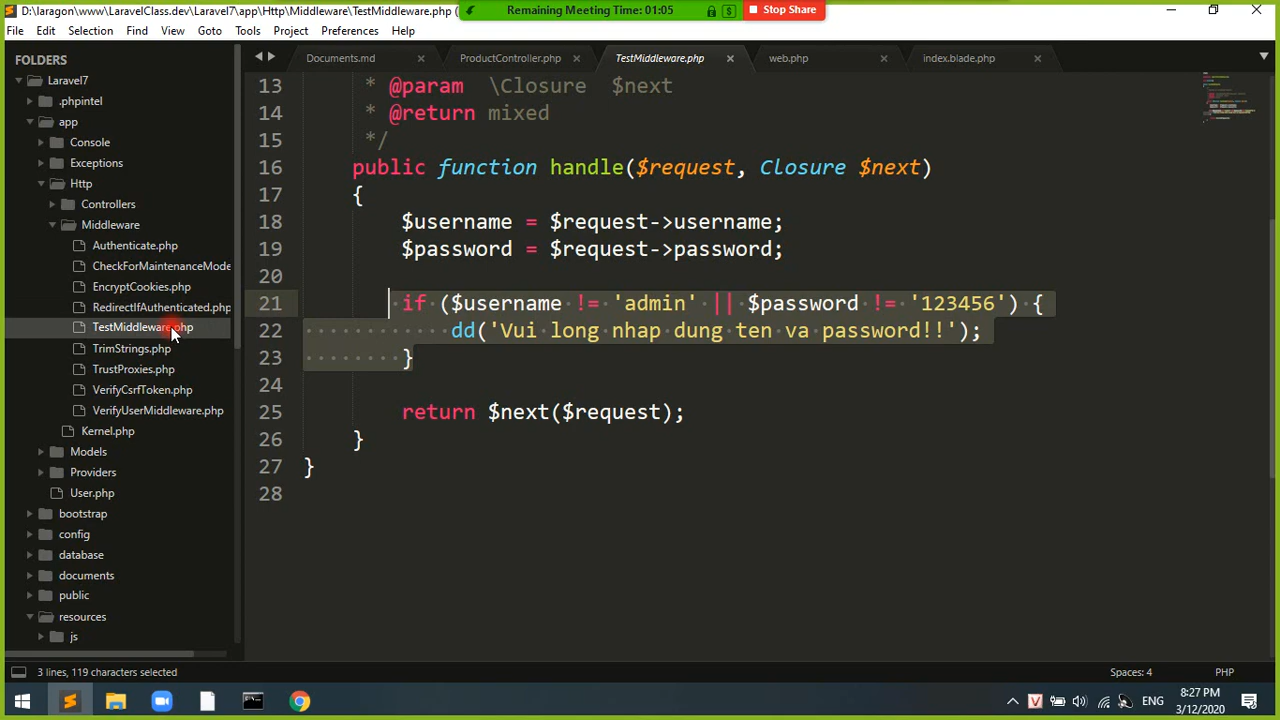 D:\laragon\www\LaravelClass.dev\Laravel7\app\Http\Middleware\TestMiddleware.php (
Remaining Meeting Time: 01:05
Stop Share
File Edit Selection Find View Goto Tools Project Preferences Help
FOLDERS
Laravel7
.phpintel
app
Console
Exceptions
Http
Controllers
Middleware
Authenticate.php
CheckForMaintenanceMode
EncryptCookies.php
RedirectIfAuthenticated.php
TestMiddleware.php
TrimStrings.php
TrustProxies.php
VerifyCsrfToken.php
VerifyUserMiddleware.php
Kernel.php
Models
Providers
User.php
bootstrap
config
database
documents
public
resources
js
Documents.md ProductController.php TestMiddleware.php web.php index.blade.php
13 * @param \Closure $next
14 * @return mixed
15 */
16 public function handle($request, Closure $next)
17 {
18 $username = $request->username;
19 $password = $request->password;
20
21 if ($username != 'admin' || $password != '123456') {
22 dd('Vui long nhap dung ten va password!!');
23 }
24
25 return $next($request);
26 }
27 }
28
3 lines, 119 characters selected
Spaces: 4 PHP
ENG
8:27 PM
3/12/2020